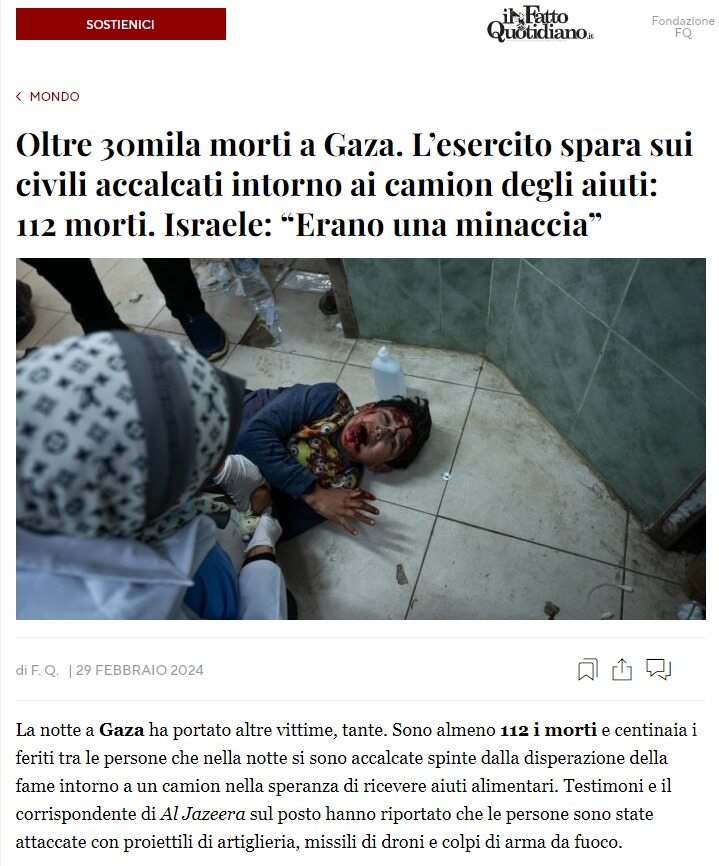 SOSTIENICI
il Fatto Quotidiano.it
Fondazione
FQ
< MONDO
Oltre 30mila morti a Gaza. L’esercito spara sui
civili accalcati intorno ai camion degli aiuti:
112 morti. Israele: “Erano una minaccia”
di F. Q. | 29 FEBBRAIO 2024
La notte a Gaza ha portato altre vittime, tante. Sono almeno 112 i morti e centinaia i
feriti tra le persone che nella notte si sono accalcate spinte dalla disperazione della
fame intorno a un camion nella speranza di ricevere aiuti alimentari. Testimoni e il
corrispondente di Al Jazeera sul posto hanno riportato che le persone sono state
attaccate con proiettili di artiglieria, missili di droni e colpi di arma da fuoco.